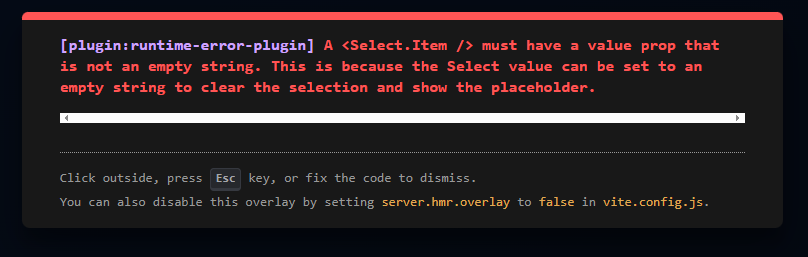 [plugin:runtime-error-plugin] A <Select.Item /> must have a value prop that
is not an empty string. This is because the Select value can be set to an
empty string to clear the selection and show the placeholder.
Click outside, press Esc key, or fix the code to dismiss.
You can also disable this overlay by setting server.hmr.overlay to false in vite.config.js.